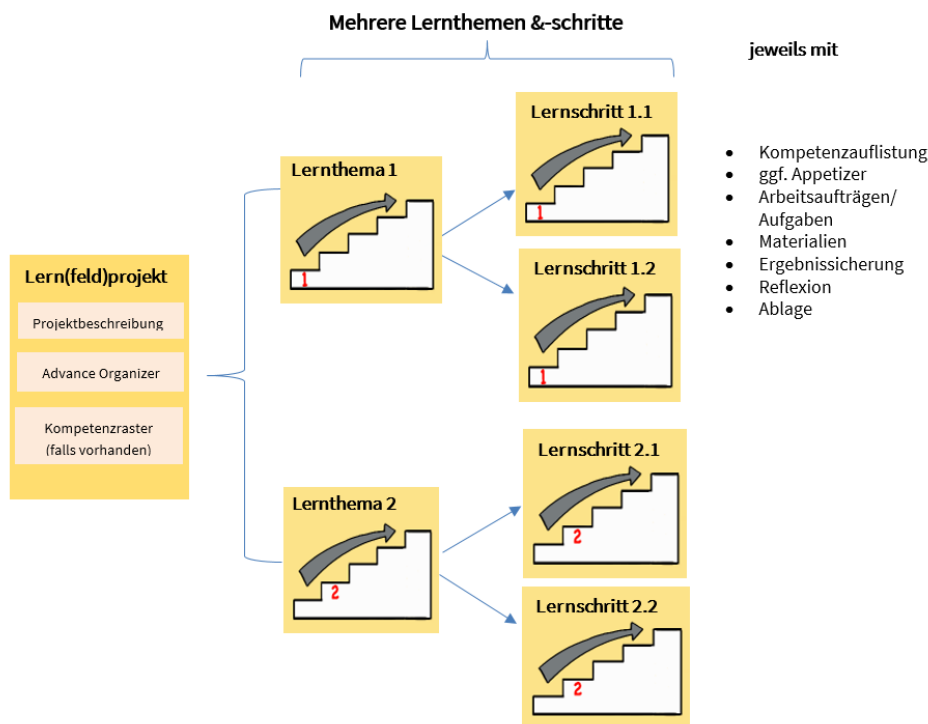 Mehrere Lernthemen &-schritte
jeweils mit
Lern(feld)projekt
Projektbeschreibung
Advance Organizer
Kompetenzraster
(falls vorhanden)
Lernthema 1
1
Lernschritt 1.1
1
Lernschritt 1.2
1
Lernthema 2
2
Lernschritt 2.1
2
Lernschritt 2.2
2
• Kompetenzauflistung
• ggf. Appetizer
• Arbeitsaufträgen/
Aufgaben
• Materialien
• Ergebnissicherung
• Reflexion
• Ablage